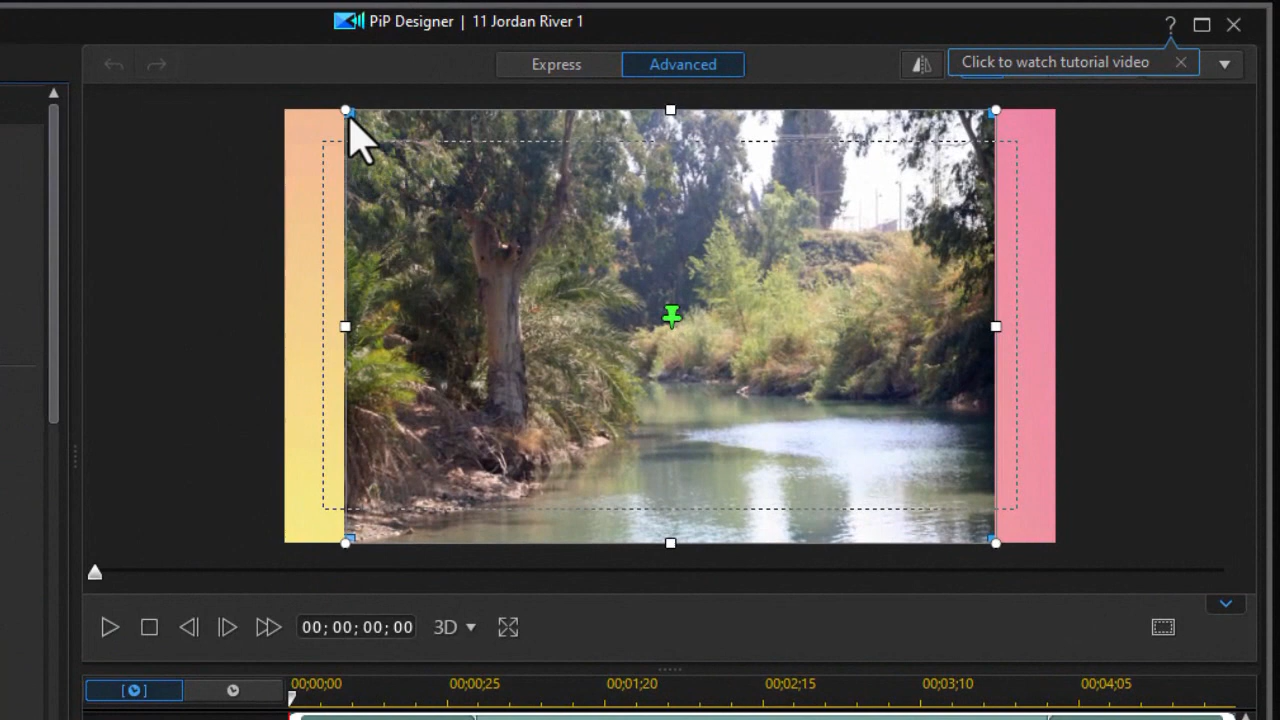 PiP Designer | 11 Jordan River 1
?
Express Advanced
Click to watch tutorial video
00;00;00;00
3D
00;00;00 00;00;25 00;01;20 00;02;15 00;03;10 00;04;05